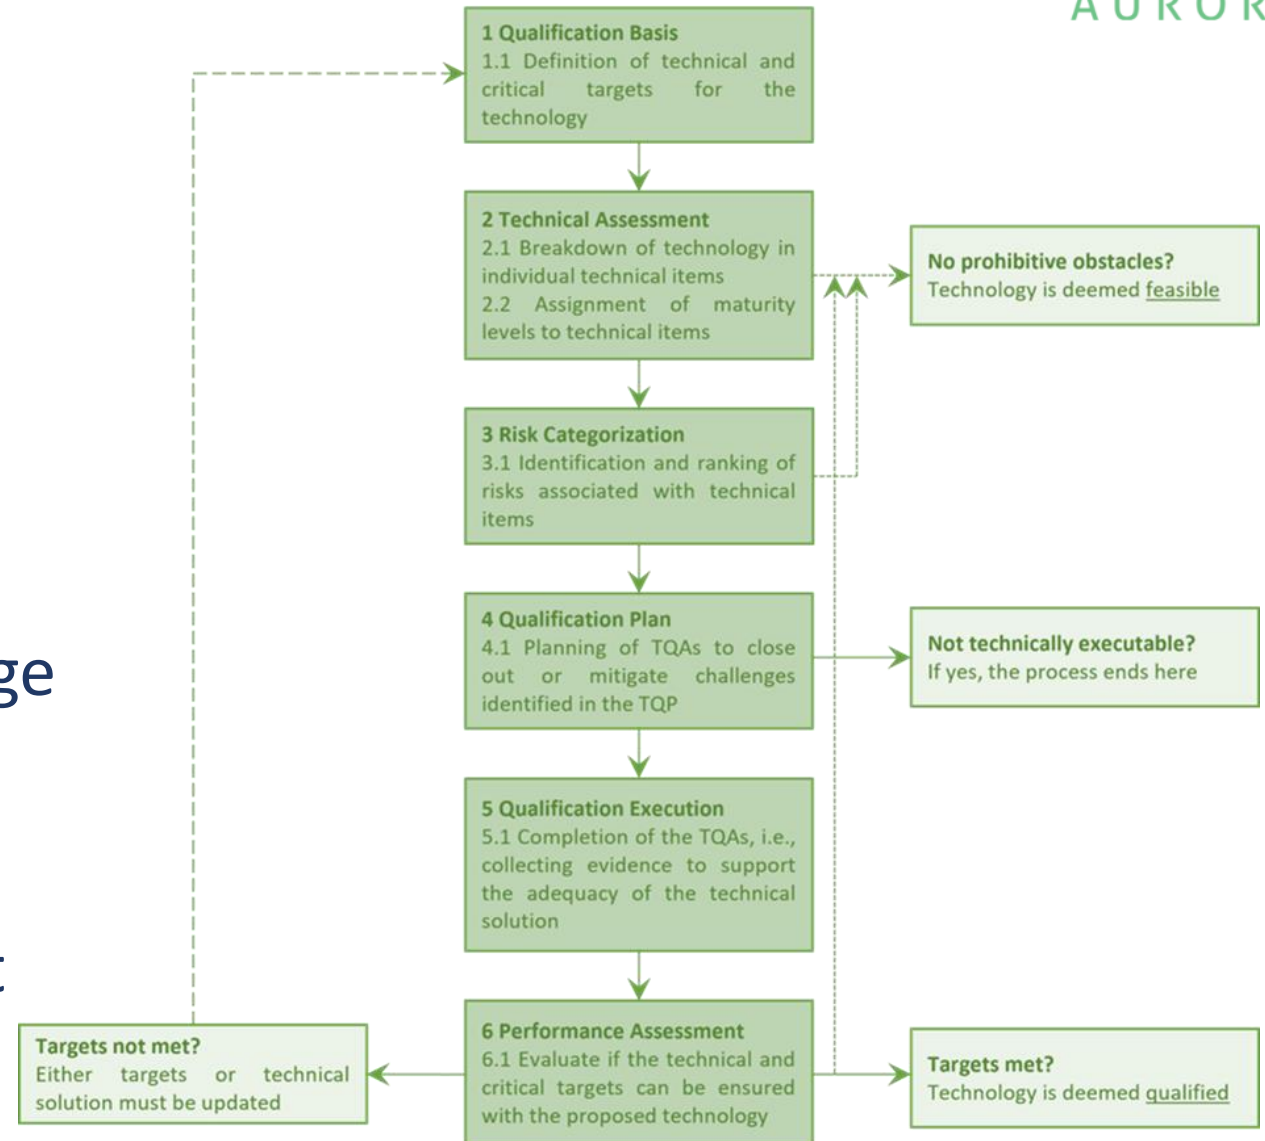 AUROR
1 Qualification Basis
1.1 Definition of technical and
critical targets for the
technology
2 Technical Assessment
2.1 Breakdown of technology in
individual technical items
2.2 Assignment of maturity
levels to technical items
No prohibitive obstacles?
Technology is deemed feasible
3 Risk Categorization
3.1 Identification and ranking of
risks associated with technical
items
4 Qualification Plan
4.1 Planning of TQAs to close
out or mitigate challenges
identified in the TQP
Not technically executable?
If yes, the process ends here
ge
5 Qualification Execution
5.1 Completion of the TQAs, i.e.,
collecting evidence to support
the adequacy of the technical
solution
t
Targets not met?
Either targets or technical
solution must be updated
6 Performance Assessment
6.1 Evaluate if the technical and
critical targets can be ensured
with the proposed technology
Targets met?
Technology is deemed qualified